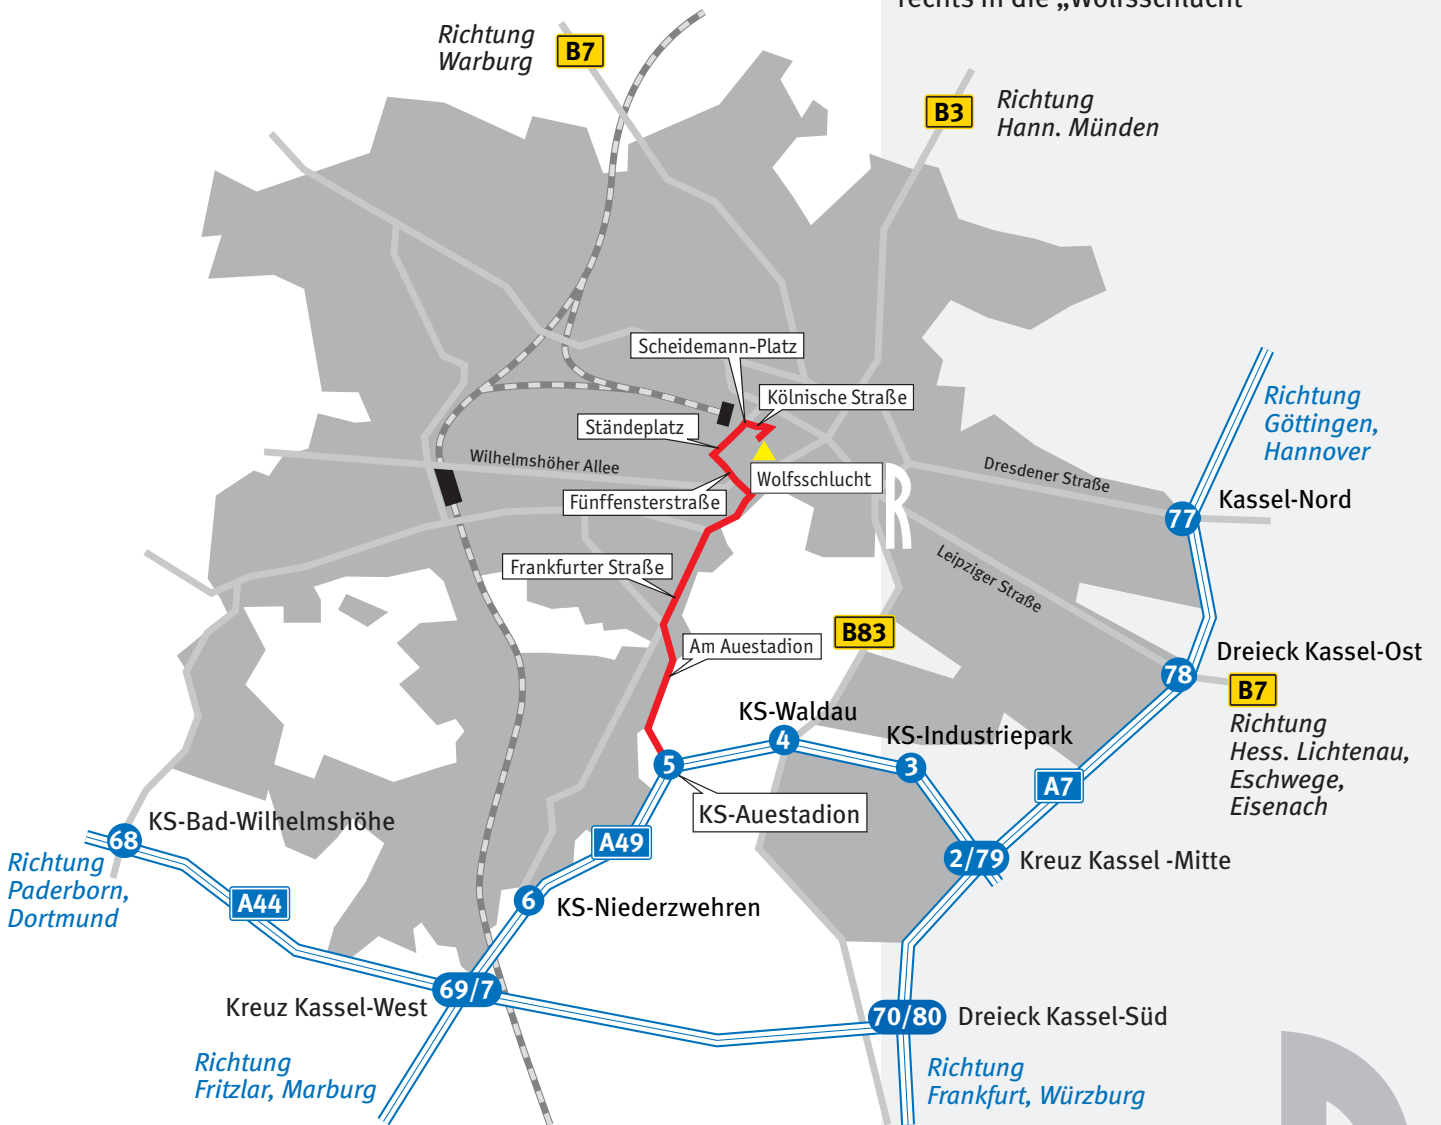 rechts in die „Wolfsschlucht“
Richtung
Warburg
B7
B3
Richtung
Hann. Münden
Scheidemann-Platz
Kölnische Straße
Ständeplatz
Wilhelmshöher Allee
Wolfsschlucht
Fünffensterstraße
R
Dresdener Straße
Leipziger Straße
Richtung
Göttingen,
Hannover
Kassel-Nord
77
Frankfurter Straße
Am Auestadion
B83
Dreieck Kassel-Ost
78
B7
Richtung
Hess. Lichtenau,
Eschwege,
Eisenach
KS-Waldau
4
KS-Industriepark
3
5
KS-Auestadion
A7
A49
KS-Bad-Wilhelmshöhe
68
Richtung
Paderborn,
Dortmund
A44
6
KS-Niederzwehren
2/79
Kreuz Kassel -Mitte
69/7
Kreuz Kassel-West
70/80
Dreieck Kassel-Süd
Richtung
Fritzlar, Marburg
Richtung
Frankfurt, Würzburg